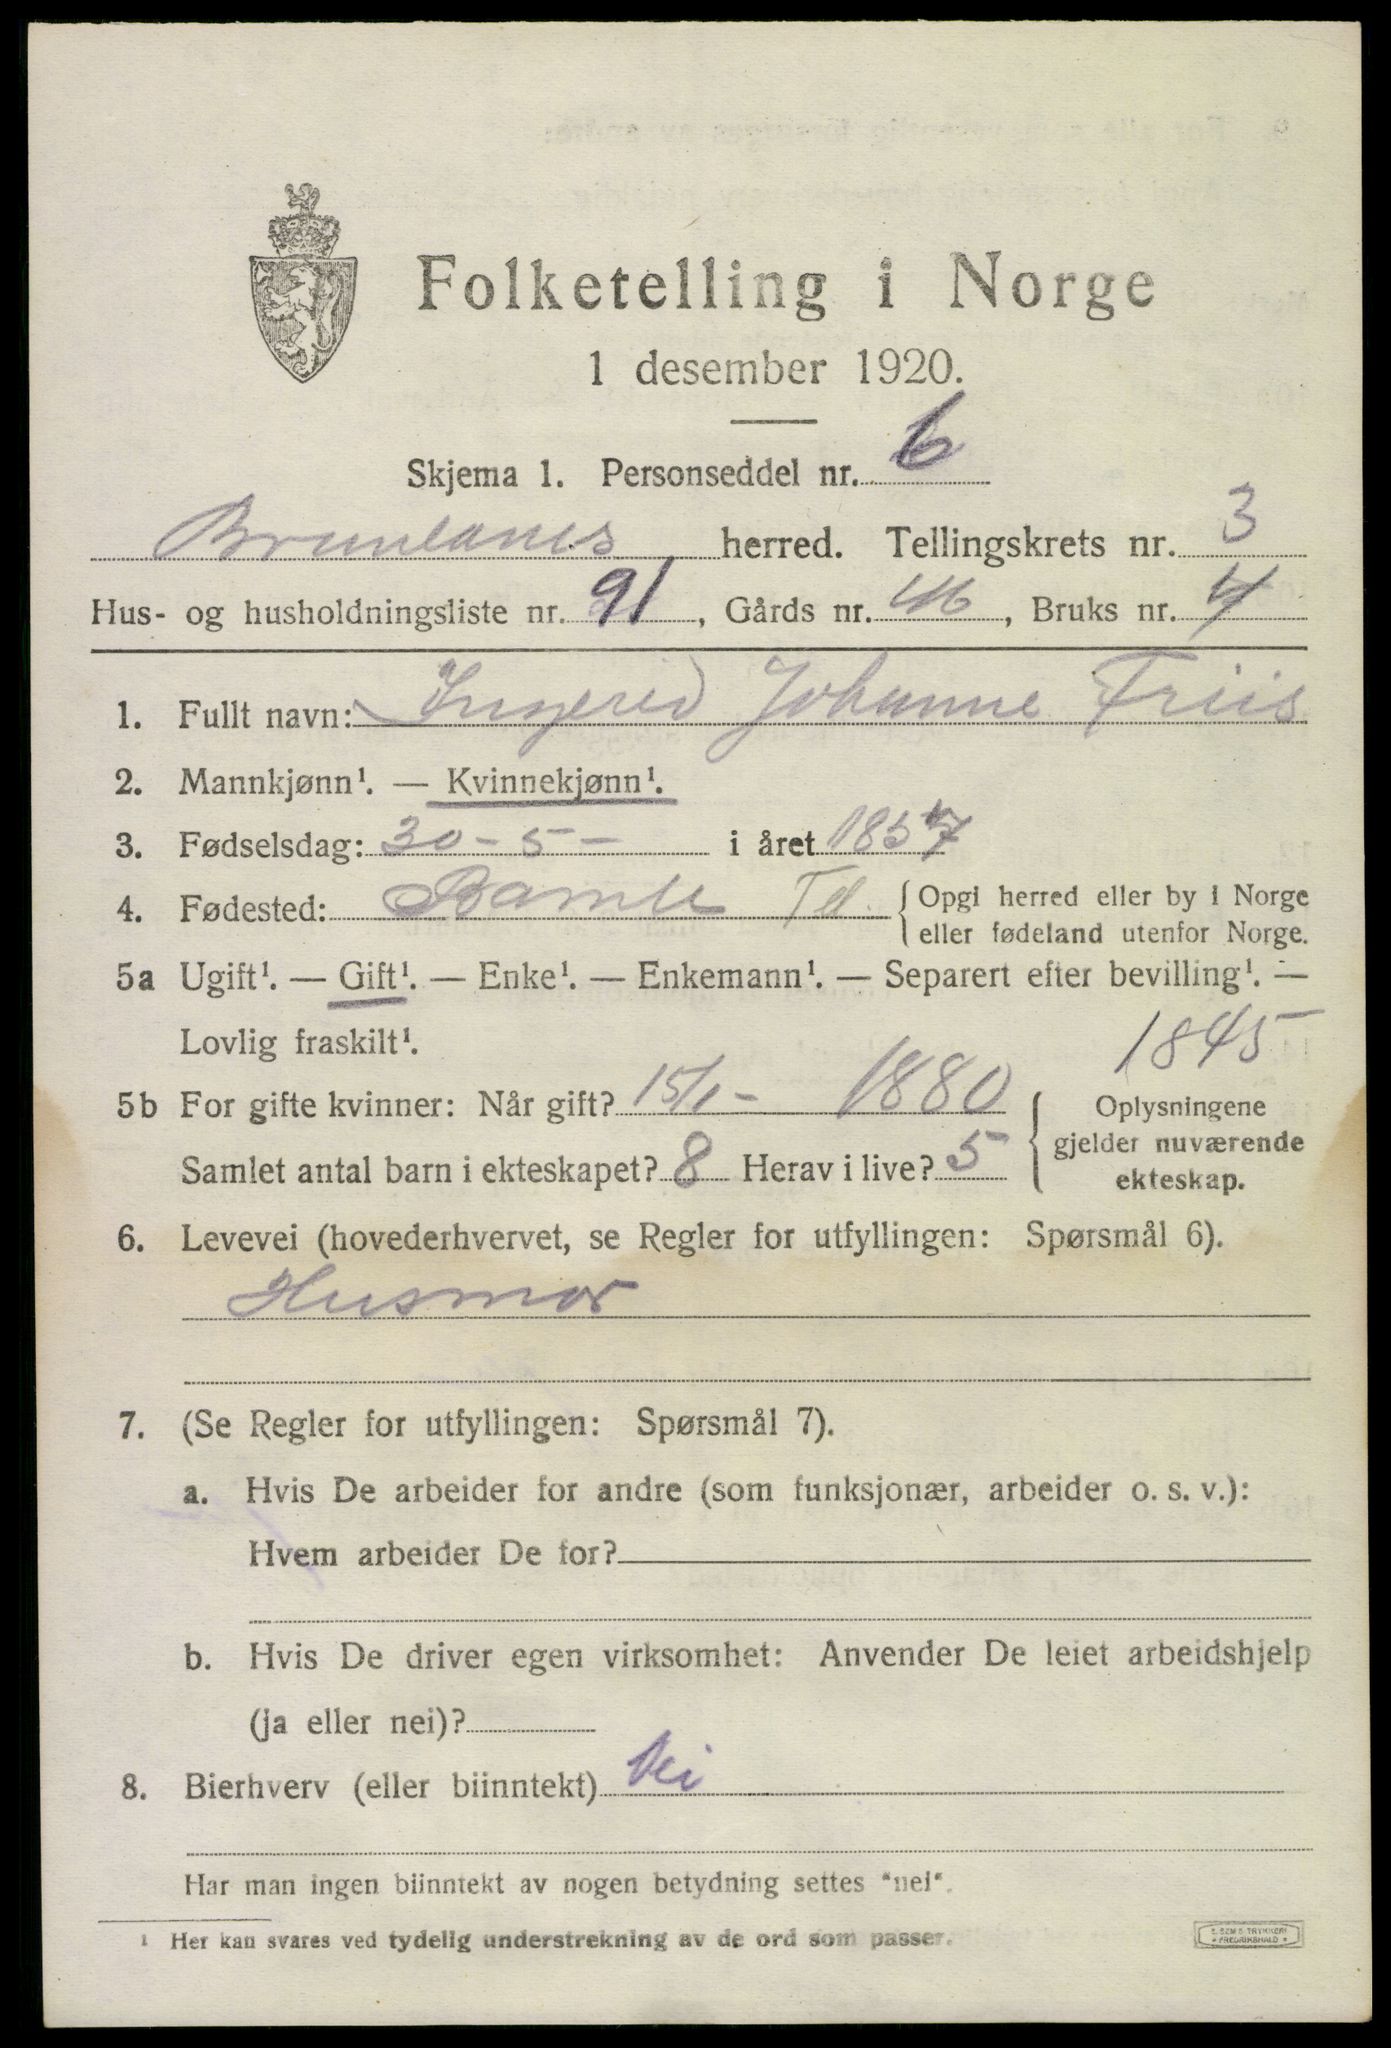 Folketelling i Norge
1 desember 1920.
Skjema 1. Personseddel nr. 6
Brunlanes herred. Tellingskrets nr. 3
Hus- og husholdningsliste nr. 91, Gårds nr. 46, Bruks nr. 4
1. Fullt navn: Ingerid Johanne Friis
2. Mannkjønn¹. — Kvinnekjønn¹.
3. Fødselsdag: 30 - 5 - i året 1857
4. Fødested: Bamle Tel. { Opgi herred eller by i Norge
eller fødeland utenfor Norge.
5a Ugift¹. — Gift¹. — Enke¹. — Enkemann¹. — Separert efter bevilling¹. —
Lovlig fraskilt¹.
1845
5b For gifte kvinner: Når gift? 15/1 - 1880
Samlet antal barn i ekteskapet? 8 Herav i live? 5
{ Oplysningene
gjelder nuværende
ekteskap.
6. Levevei (hovederhvervet, se Regler for utfyllingen: Spørsmål 6).
Husmor
7. (Se Regler for utfyllingen: Spørsmål 7).
a. Hvis De arbeider for andre (som funksjonær, arbeider o. s. v.):
Hvem arbeider De for?
b. Hvis De driver egen virksomhet: Anvender De leiet arbeidshjelp
(ja eller nei)?
8. Bierhverv (eller biinntekt) Nei
Har man ingen biinntekt av nogen betydning settes "nei".
¹ Her kan svares ved tydelig understrekning av de ord som passer.
E. SEM'S TRYKKERI
• FREDRIKSHALD •